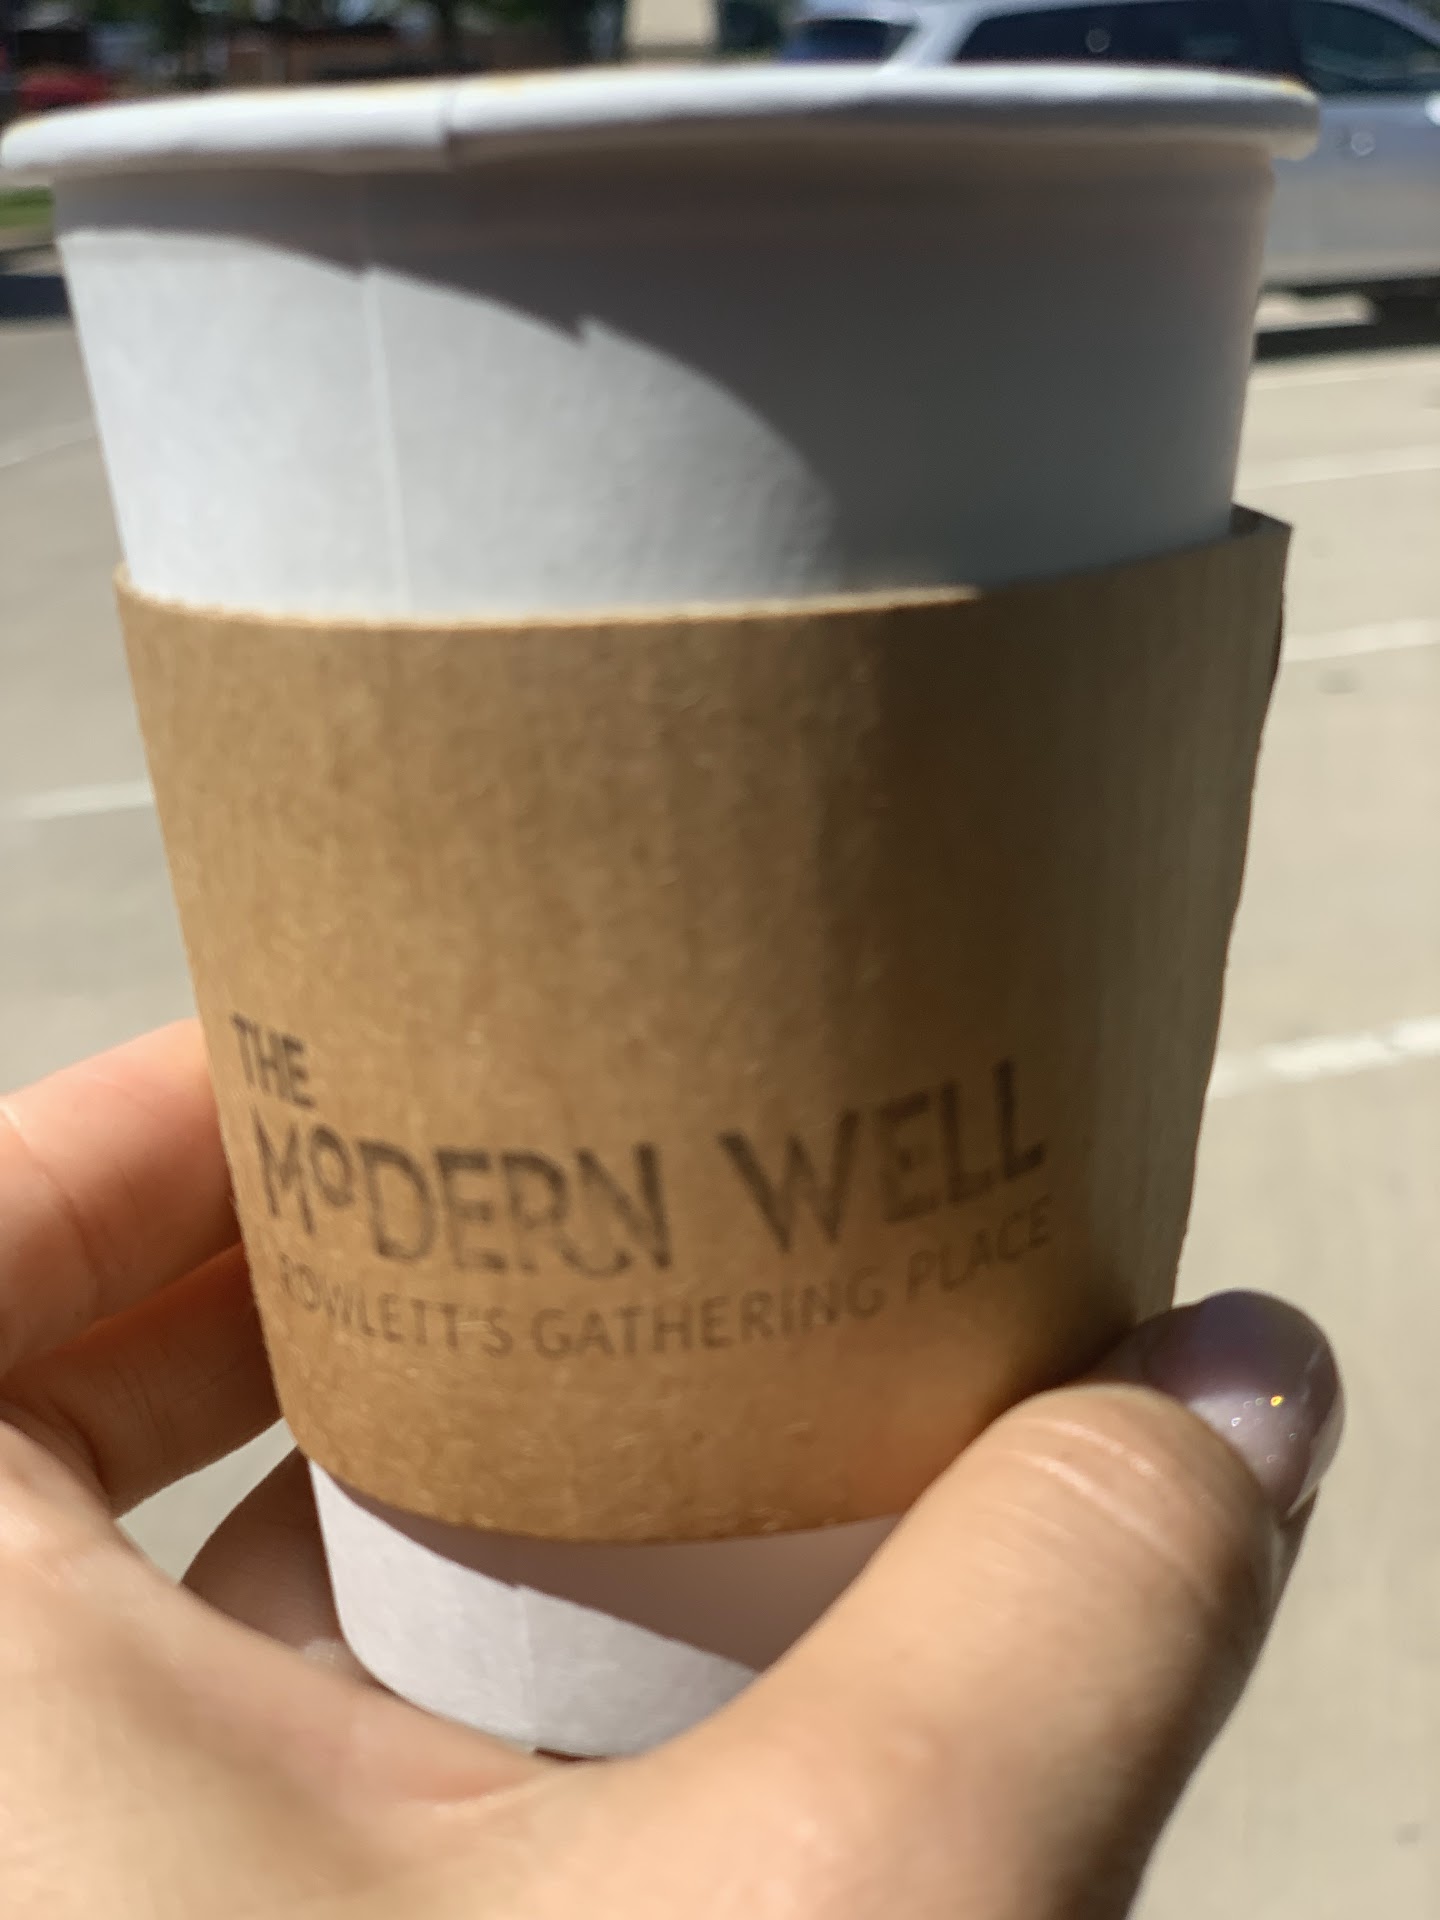 THE
MODERN WELL
ROWLETT'S GATHERING PLACE